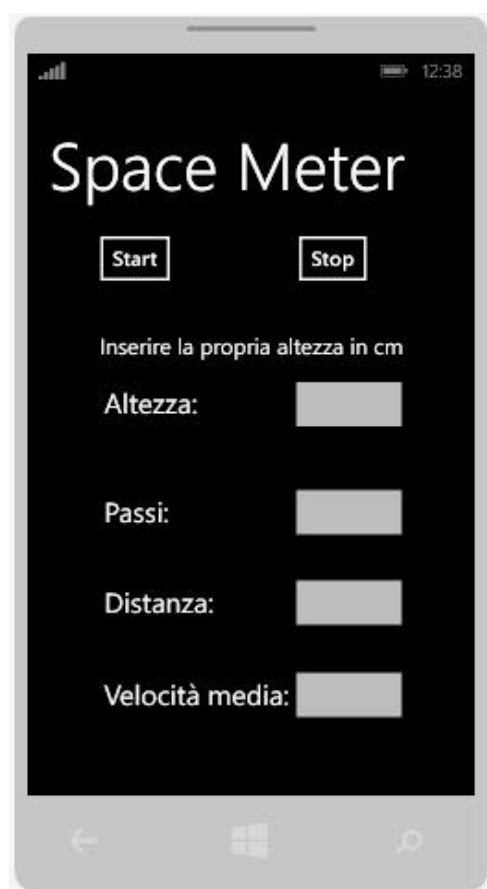 12:38
Space Meter
Start Stop
Inserire la propria altezza in cm
Altezza:
Passi:
Distanza:
Velocità media: